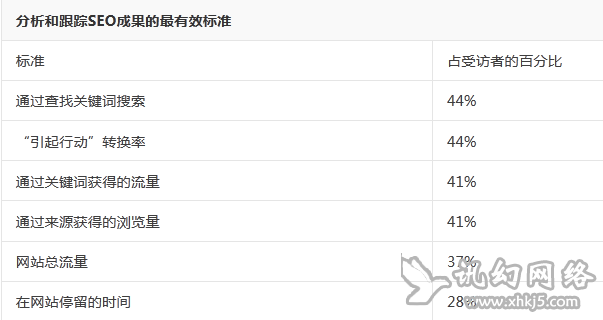 分析和跟踪SEO成果的最有效标准
标准 占受访者的百分比
通过查找关键词搜索 44%
“引起行动”转换率 44%
通过关键词获得的流量 41%
通过来源获得的浏览量 41%
网站总流量 37%
在网站停留的时间 28%
讯幻网络
www.xhkj5.com